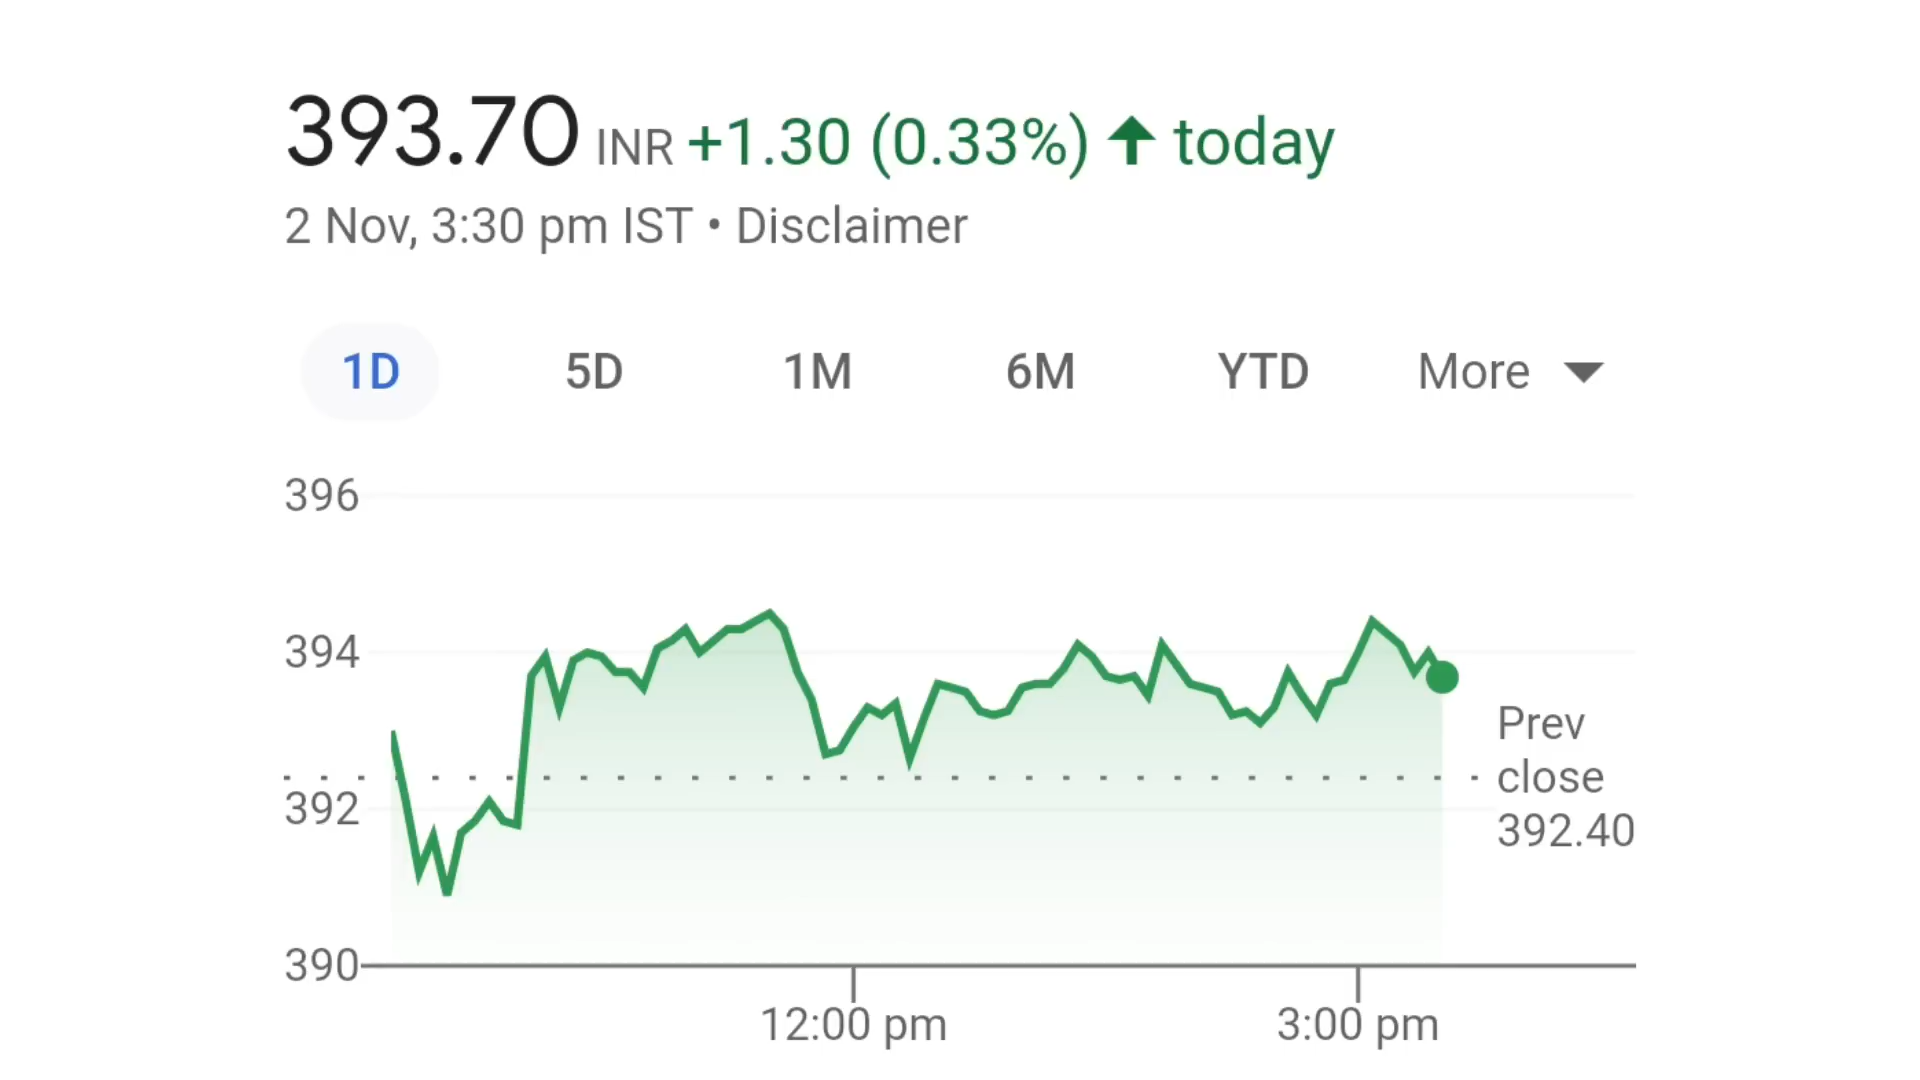 393.70 INR +1.30 (0.33%) ↑ today
2 Nov, 3:30 pm IST • Disclaimer
1D 5D 1M 6M YTD More
396
394
392
390
Prev
close
392.40
12:00 pm 3:00 pm